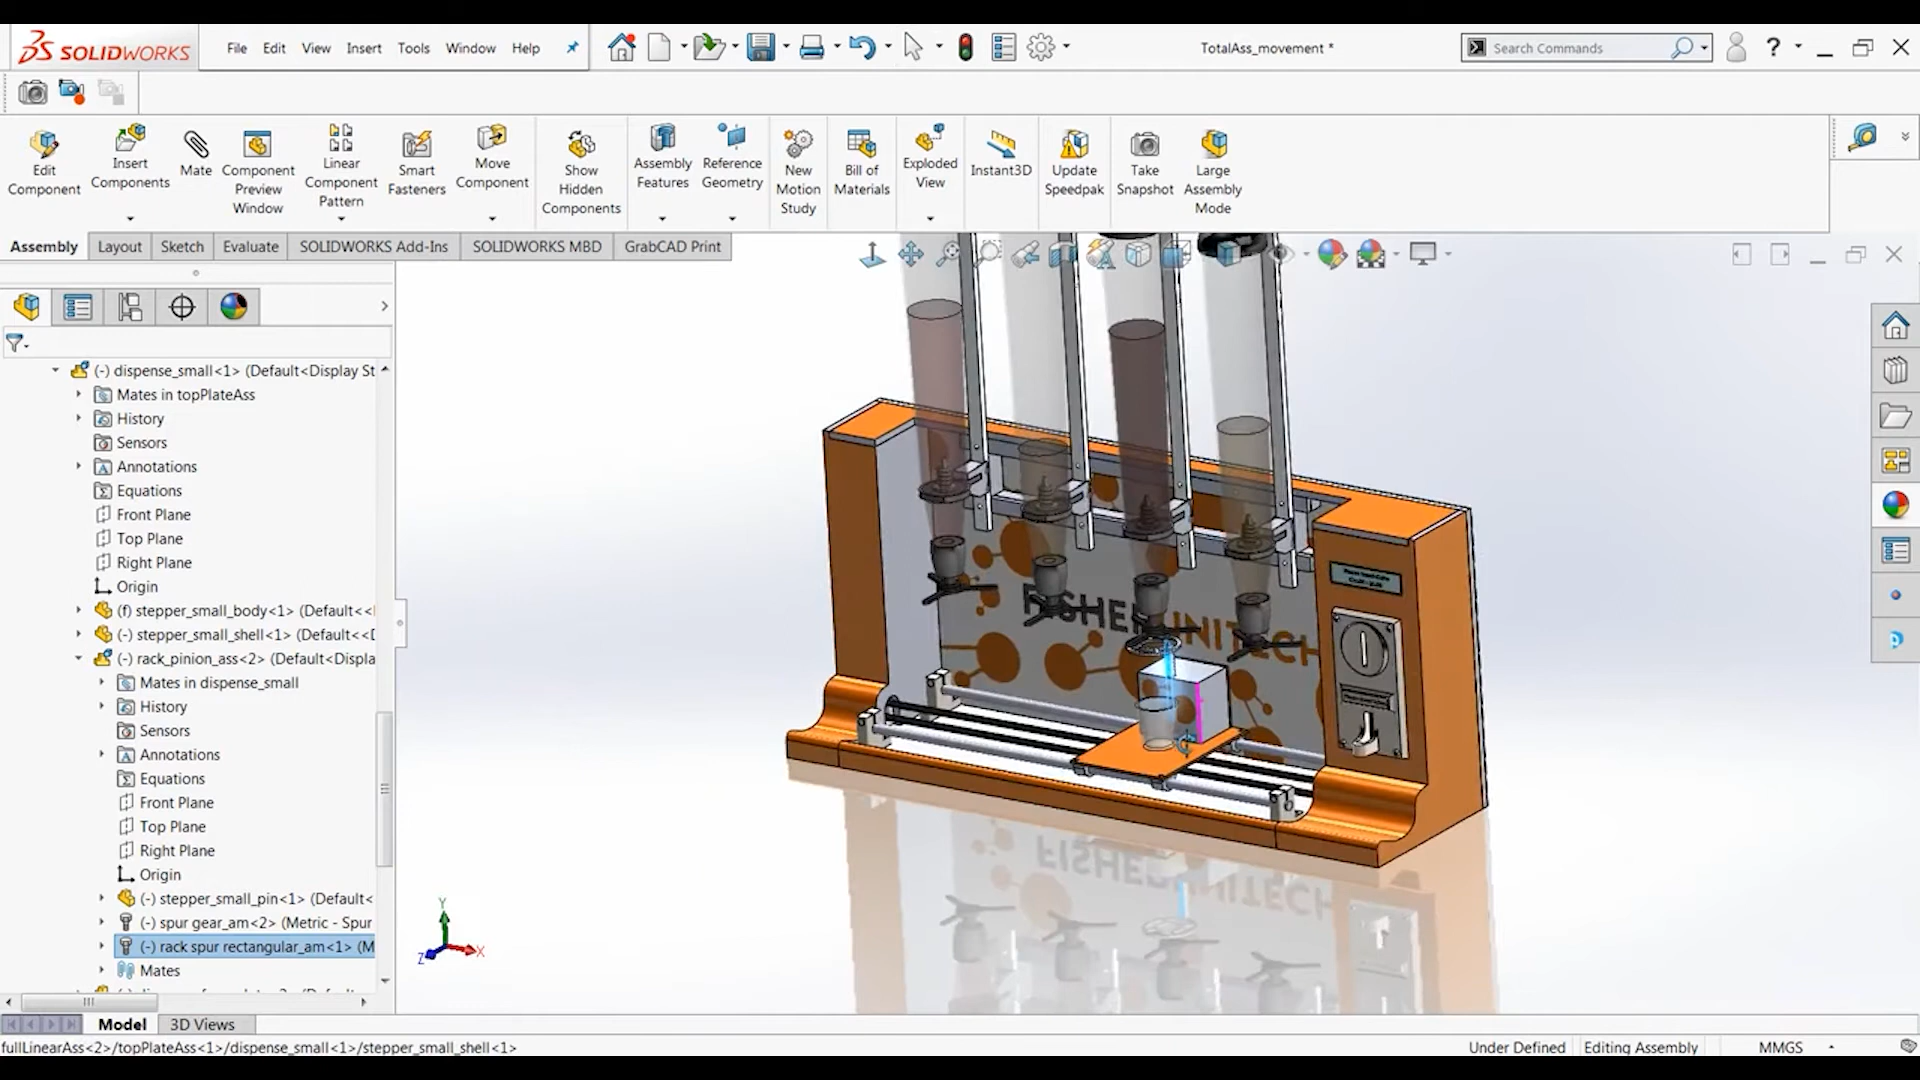 SOLIDWORKS File Edit View Insert Tools Window Help TotalAss_movement * Search Commands ?
Edit Component
Insert Components
Mate
Component Preview Window
Linear Component Pattern
Smart Fasteners
Move Component
Show Hidden Components
Assembly Features
Reference Geometry
New Motion Study
Bill of Materials
Exploded View
Instant3D
Update Speedpak
Take Snapshot
Large Assembly Mode
Assembly Layout Sketch Evaluate SOLIDWORKS Add-Ins SOLIDWORKS MBD GrabCAD Print
(-) dispense_small<1> (Default<Display St
Mates in topPlateAss
History
Sensors
Annotations
Equations
Front Plane
Top Plane
Right Plane
Origin
(f) stepper_small_body<1> (Default<<
(-) stepper_small_shell<1> (Default<<D
(-) rack_pinion_ass<2> (Default<Displa
Mates in dispense_small
History
Sensors
Annotations
Equations
Front Plane
Top Plane
Right Plane
Origin
(-) stepper_small_pin<1> (Default<
(-) spur gear_am<2> (Metric - Spur
(-) rack spur rectangular_am<1> (M
Mates
FISHER UNITECH
Y
X
Z
Model 3D Views
fullLinearAss<2>/topPlateAss<1>/dispense_small<1>/stepper_small_shell<1> Under Defined Editing Assembly MMGS